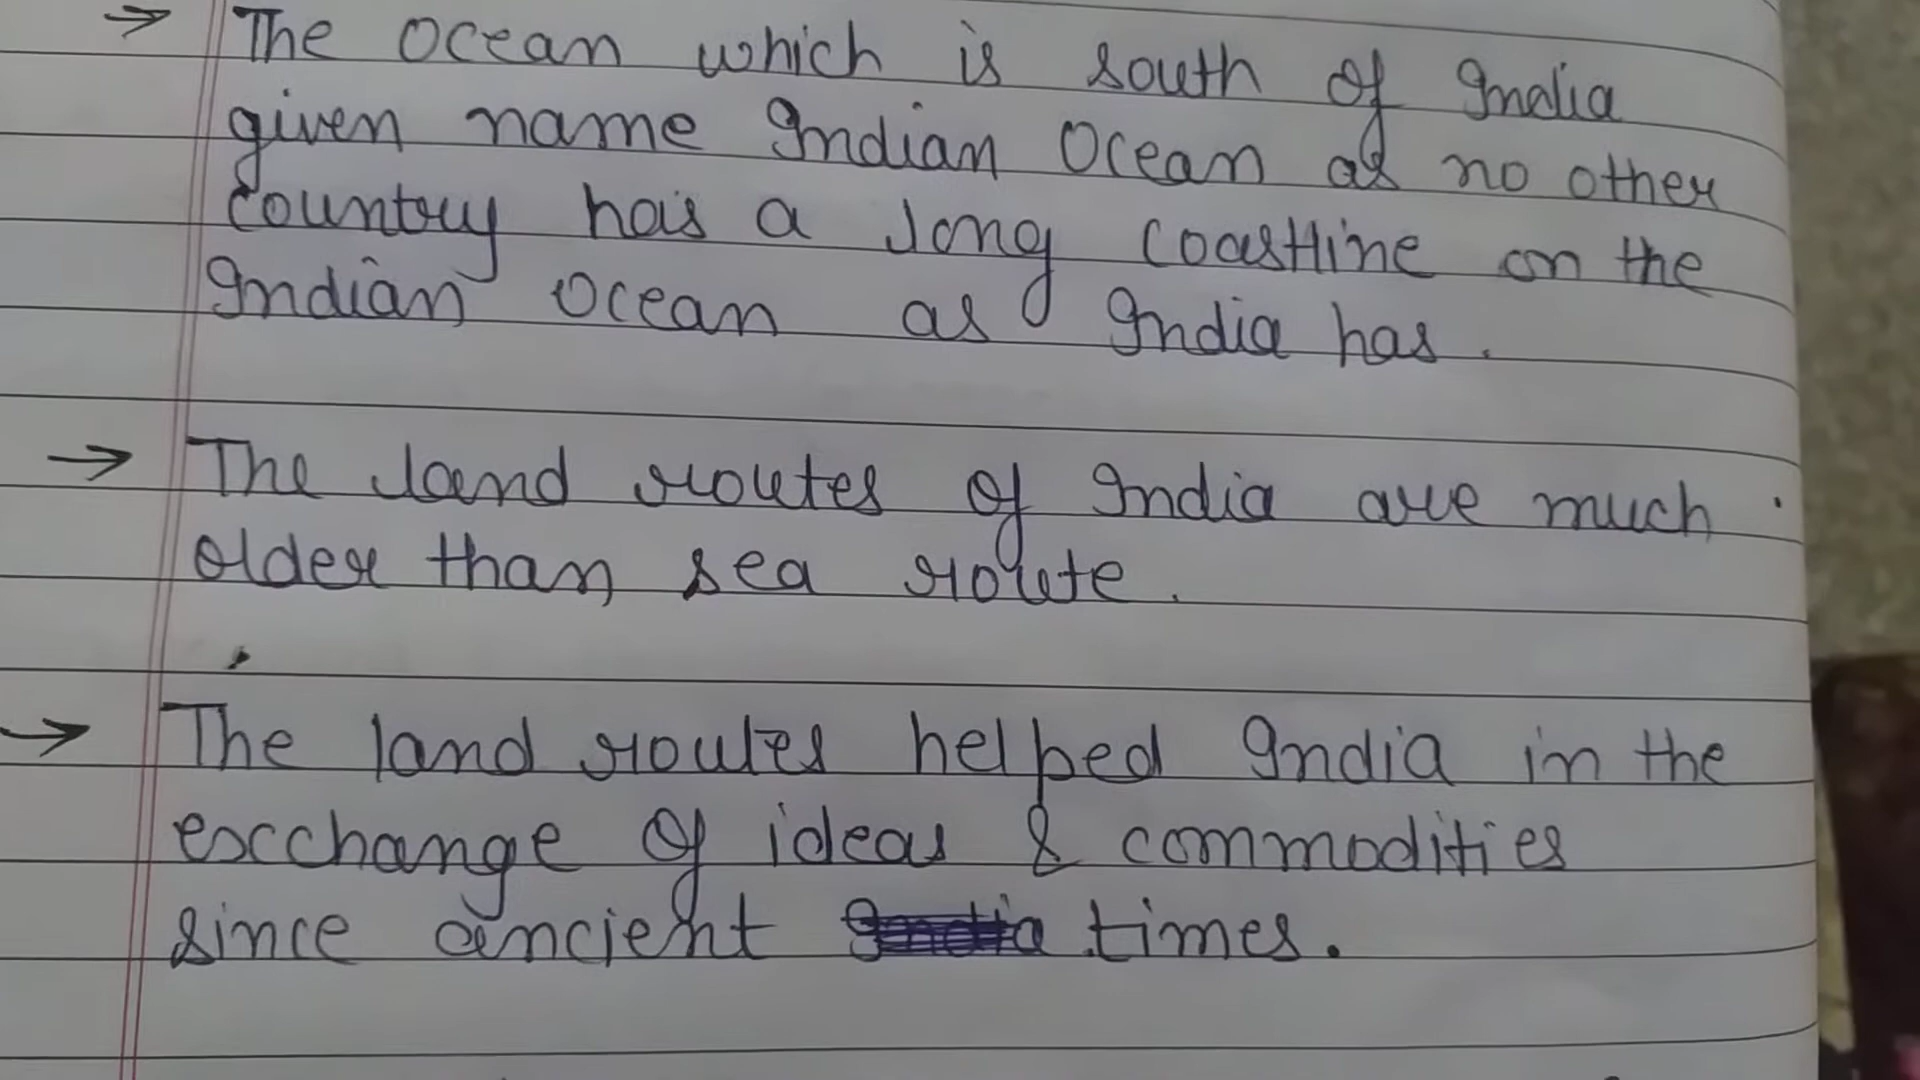 → The Ocean which is south of India
given name Indian Ocean as no other
country has a long coastline on the
Indian Ocean as India has.
→ The land routes of India are much
older than sea route.
→ The land routes helped India in the
exchange of ideas & commodities
since ancient India times.